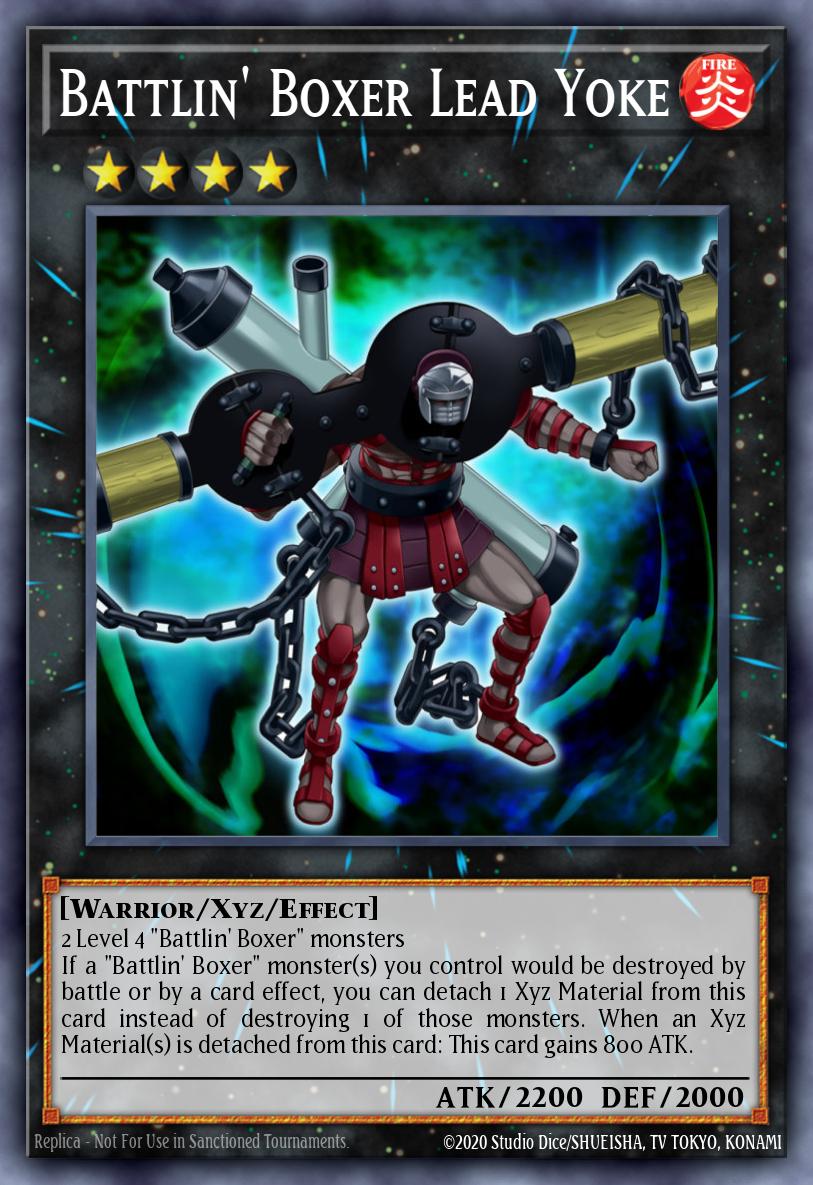 Battlin' Boxer Lead Yoke
FIRE
炎
[Warrior/Xyz/Effect]
2 Level 4 "Battlin' Boxer" monsters
If a "Battlin' Boxer" monster(s) you control would be destroyed by
battle or by a card effect, you can detach 1 Xyz Material from this
card instead of destroying 1 of those monsters. When an Xyz
Material(s) is detached from this card: This card gains 800 ATK.
ATK/2200 DEF/2000
Replica - Not For Use in Sanctioned Tournaments.
©2020 Studio Dice/SHUEISHA, TV TOKYO, KONAMI